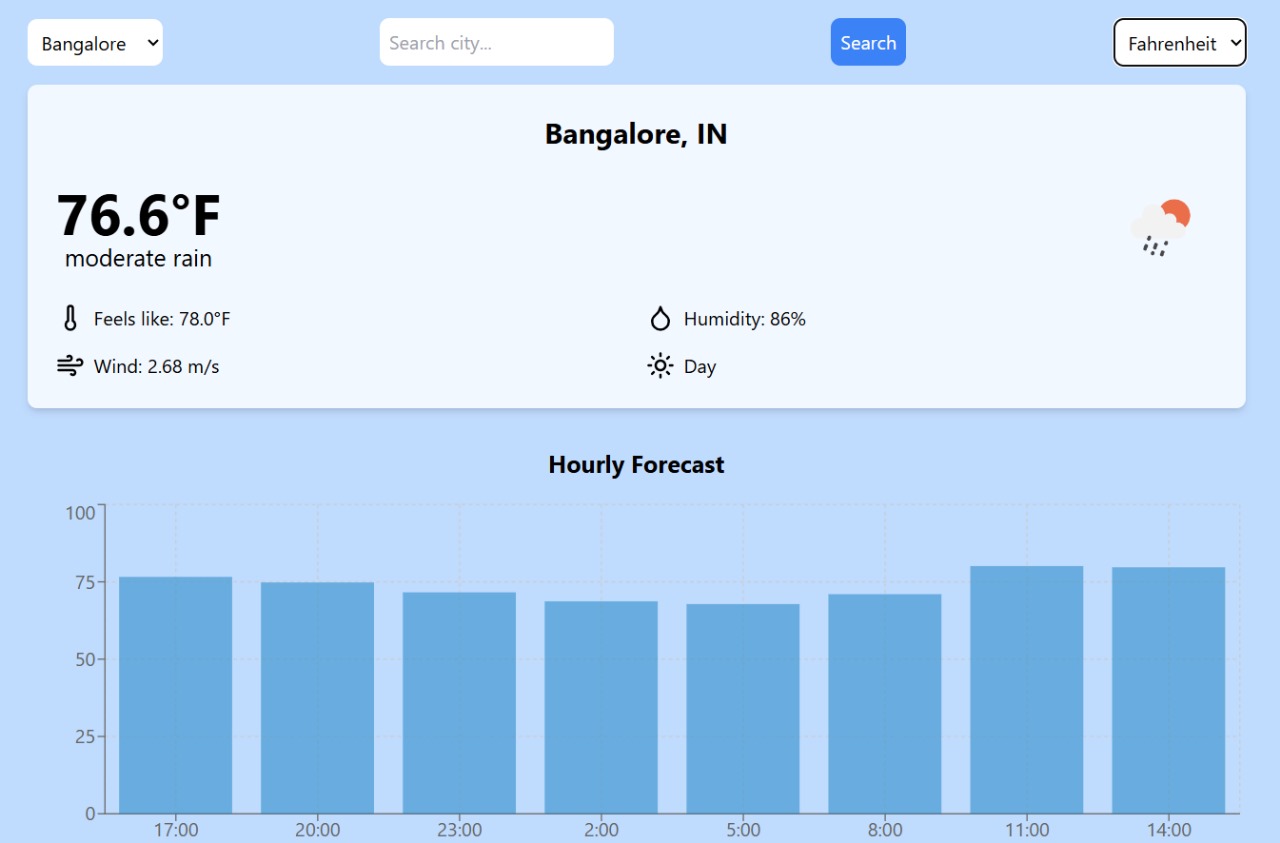 Bangalore
Search city...
Search
Fahrenheit
Bangalore, IN
76.6°F
moderate rain
Feels like: 78.0°F
Humidity: 86%
Wind: 2.68 m/s
Day
Hourly Forecast
100
75
50
25
0
17:00 20:00 23:00 2:00 5:00 8:00 11:00 14:00